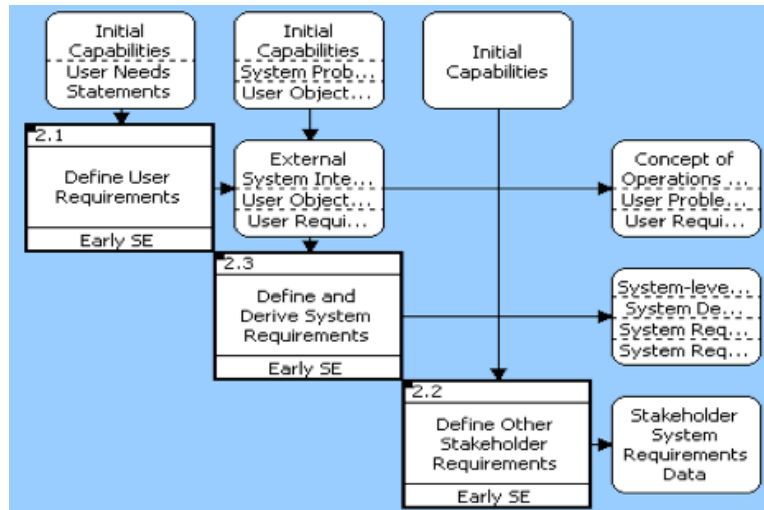 Initial
Capabilities
User Needs
Statements
Initial
Capabilities
System Prob...
User Object...
Initial
Capabilities
2.1
Define User
Requirements
Early SE
External
System Inte...
User Object...
User Requi...
Concept of
Operations ...
User Proble...
User Requi...
2.3
Define and
Derive System
Requirements
Early SE
System-leve...
System De...
System Req...
System Req...
2.2
Define Other
Stakeholder
Requirements
Early SE
Stakeholder
System
Requirements
Data